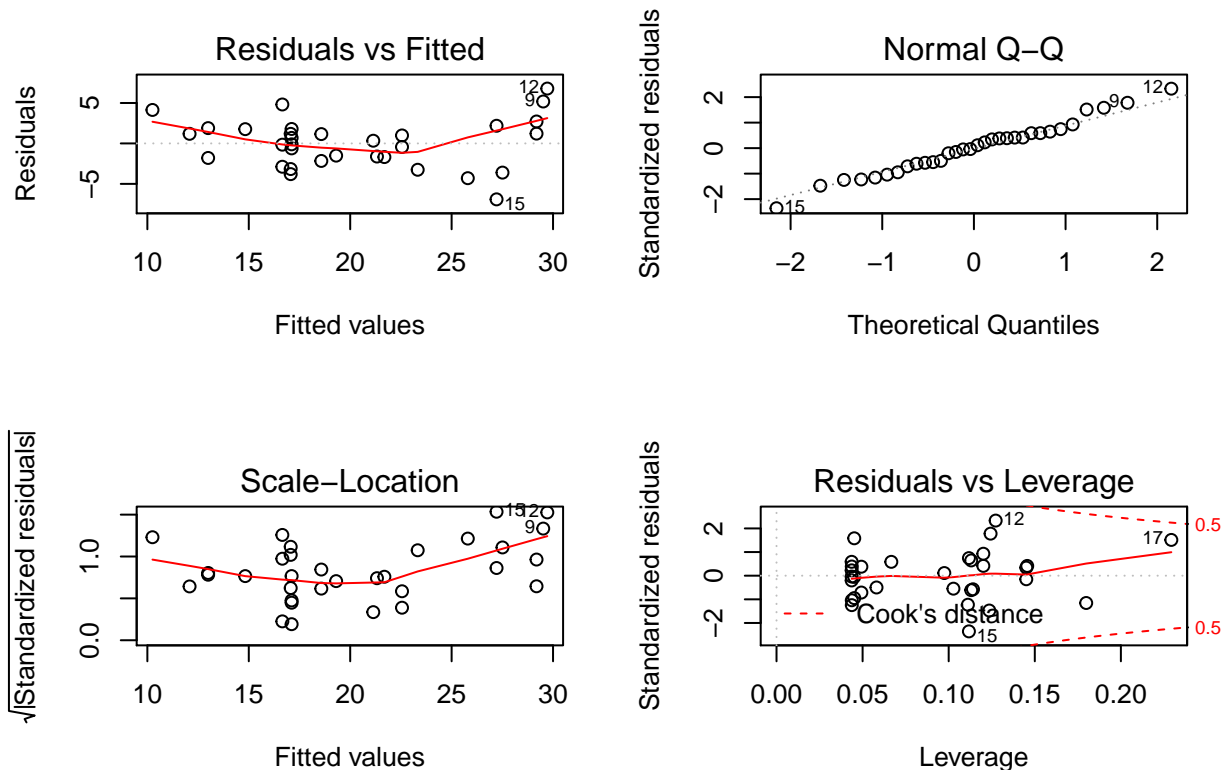 Residuals vs Fitted
Residuals
5
−5
12
9
15
10 15 20 25 30
Fitted values
Normal Q−Q
Standardized residuals
2
0
−2
12
9
15
−2 −1 0 1 2
Theoretical Quantiles
Scale−Location
√|Standardized residuals|
1.0
0.0
15
12
9
10 15 20 25 30
Fitted values
Residuals vs Leverage
Standardized residuals
2
0
−2
12
17
0.5
Cook's distance
15
0.5
0.00 0.05 0.10 0.15 0.20
Leverage